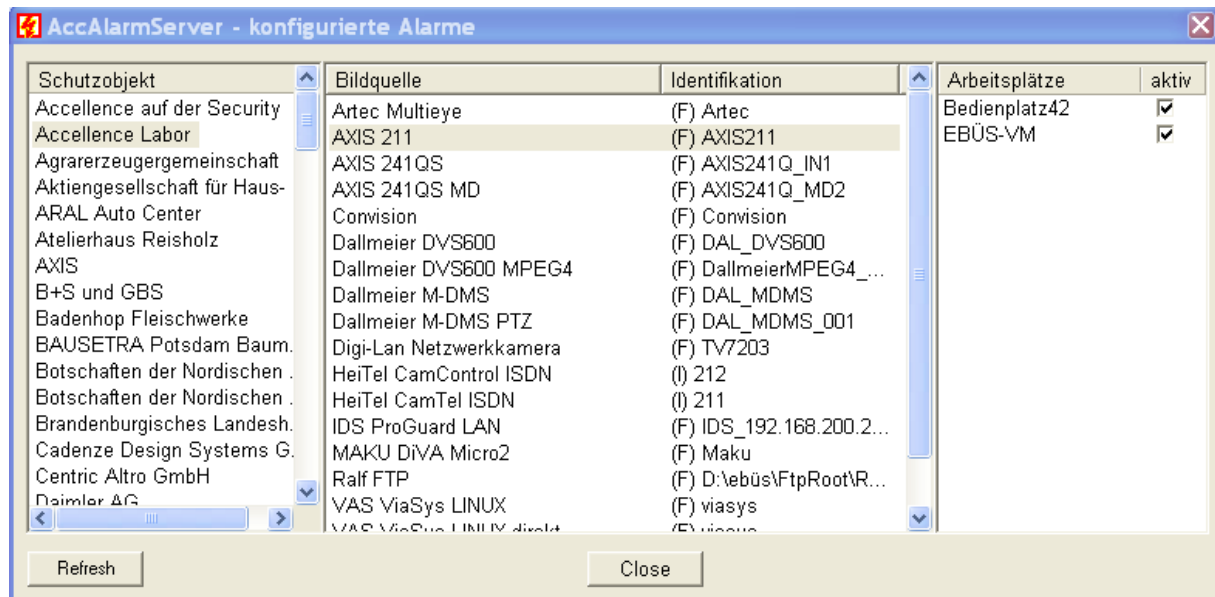 AccAlarmServer - konfigurierte Alarme
Schutzobjekt
Accellence auf der Security
Accellence Labor
Agrarerzeugergemeinschaft
Aktiengesellschaft für Haus-
ARAL Auto Center
Atelierhaus Reisholz
AXIS
B+S und GBS
Badenhop Fleischwerke
BAUSETRA Potsdam Baum.
Botschaften der Nordischen .
Botschaften der Nordischen .
Brandenburgisches Landesh.
Cadenze Design Systems G.
Centric Altro GmbH
Daimler AG
Bildquelle Identifikation
Artec Multieye (F) Artec
AXIS 211 (F) AXIS211
AXIS 241QS (F) AXIS241Q_IN1
AXIS 241QS MD (F) AXIS241Q_MD2
Convision (F) Convision
Dallmeier DVS600 (F) DAL_DVS600
Dallmeier DVS600 MPEG4 (F) DallmeierMPEG4_...
Dallmeier M-DMS (F) DAL_MDMS
Dallmeier M-DMS PTZ (F) DAL_MDMS_001
Digi-Lan Netzwerkkamera (F) TV7203
HeiTel CamControl ISDN (I) 212
HeiTel CamTel ISDN (I) 211
IDS ProGuard LAN (F) IDS_192.168.200.2...
MAKU DiVA Micro2 (F) Maku
Ralf FTP (F) D:\ebüs\FtpRoot\R...
VAS ViaSys LINUX (F) viasys
VAS ViaSys LINUX direkt (F) viasys
Arbeitsplätze aktiv
Bedienplatz42
EBÜS-VM
Refresh
Close